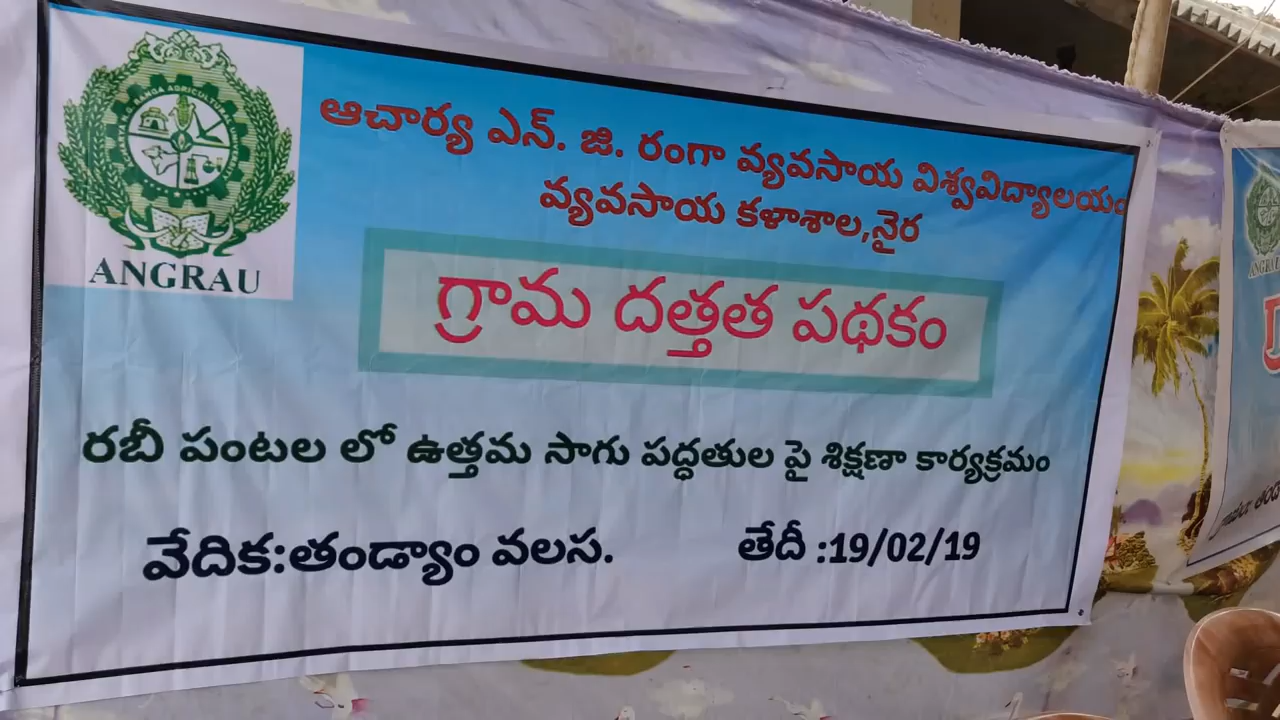 ఆచార్య ఎన్. జి. రంగా వ్యవసాయ విశ్వవిద్యాలయం
వ్యవసాయ కళాశాల,నైర
ANGRAU
గ్రామ దత్తత పథకం
రబీ పంటల లో ఉత్తమ సాగు పద్ధతుల పై శిక్షణా కార్యక్రమం
వేదిక:తండ్యాం వలస. తేదీ :19/02/19